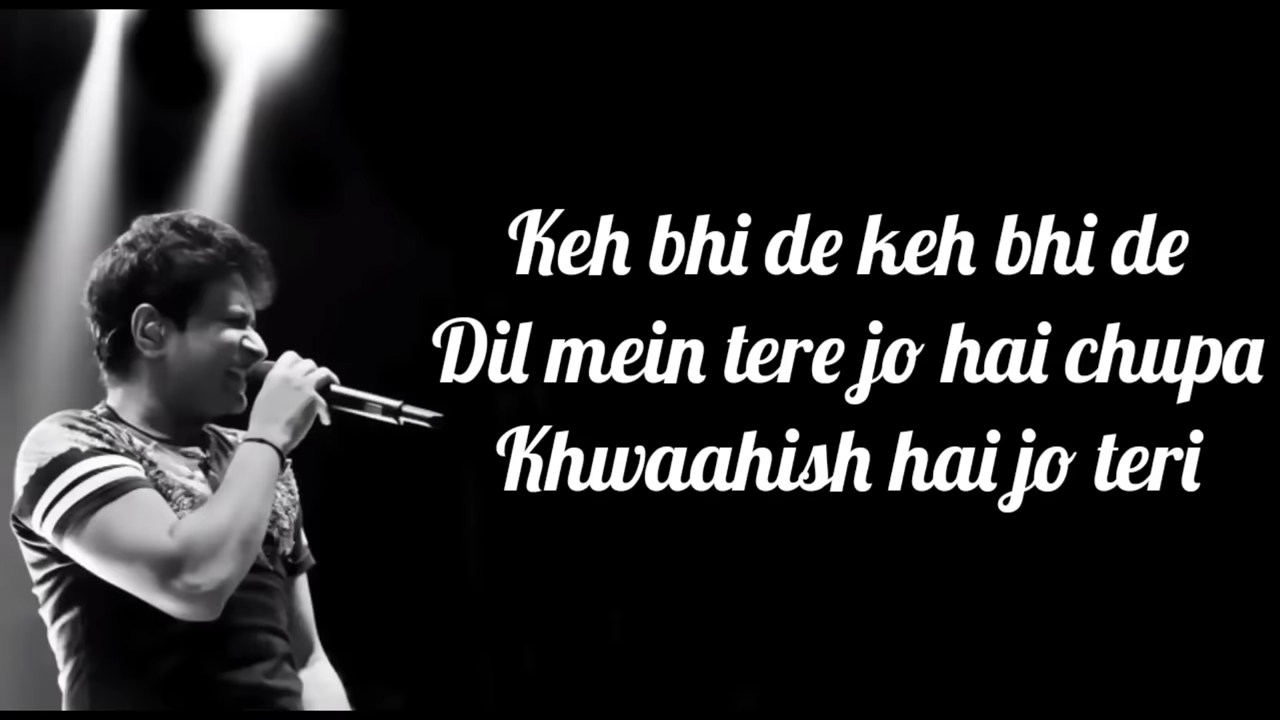 Keh bhi de keh bhi de
Dil mein tere jo hai chupa
Khwaahish hai jo teri